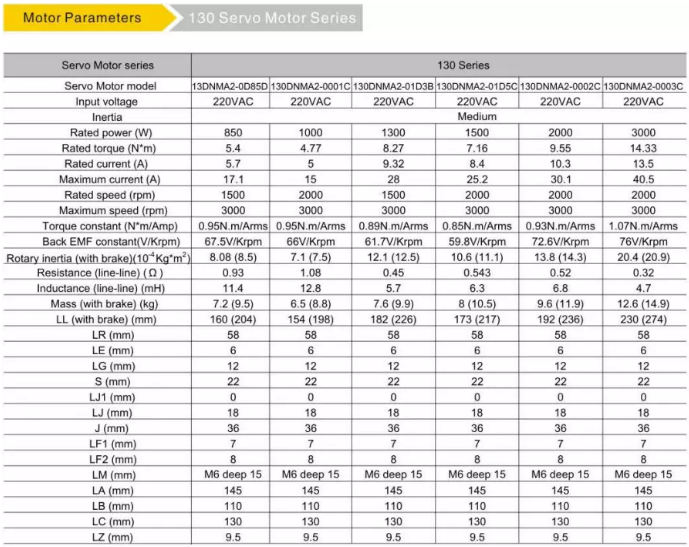 Motor Parameters
130 Servo Motor Series
Servo Motor series 130 Series
Servo Motor model 13DNMA2-0D85D 130DNMA2-0001C 130DNMA2-01D3B 130DNMA2-01D5C 130DNMA2-0002C 130DNMA2-0003C
Input voltage 220VAC 220VAC 220VAC 220VAC 220VAC 220VAC
Inertia Medium
Rated power (W) 850 1000 1300 1500 2000 3000
Rated torque (N*m) 5.4 4.77 8.27 7.16 9.55 14.33
Rated current (A) 5.7 5 9.32 8.4 10.3 13.5
Maximum current (A) 17.1 15 28 25.2 30.1 40.5
Rated speed (rpm) 1500 2000 1500 2000 2000 2000
Maximum speed (rpm) 3000 3000 3000 3000 3000 3000
Torque constant (N*m/Amp) 0.95N.m/Arms 0.95N.m/Arms 0.89N.m/Arms 0.85N.m/Arms 0.93N.m/Arms 1.07N.m/Arms
Back EMF constant(V/Krpm) 67.5V/Krpm 66V/Krpm 61.7V/Krpm 59.8V/Krpm 72.6V/Krpm 76V/Krpm
Rotary inertia (with brake)(10⁻⁴Kg*m²) 8.08 (8.5) 7.1 (7.5) 12.1 (12.5) 10.6 (11.1) 13.8 (14.3) 20.4 (20.9)
Resistance (line-line) (Ω) 0.93 1.08 0.45 0.543 0.52 0.32
Inductance (line-line) (mH) 11.4 12.8 5.7 6.3 6.8 4.7
Mass (with brake) (kg) 7.2 (9.5) 6.5 (8.8) 7.6 (9.9) 8 (10.5) 9.6 (11.9) 12.6 (14.9)
LL (with brake) (mm) 160 (204) 154 (198) 182 (226) 173 (217) 192 (236) 230 (274)
LR (mm) 58 58 58 58 58 58
LE (mm) 6 6 6 6 6 6
LG (mm) 12 12 12 12 12 12
S (mm) 22 22 22 22 22 22
LJ1 (mm) 0 0 0 0 0 0
LJ (mm) 18 18 18 18 18 18
J (mm) 36 36 36 36 36 36
LF1 (mm) 7 7 7 7 7 7
LF2 (mm) 8 8 8 8 8 8
LM (mm) M6 deep 15 M6 deep 15 M6 deep 15 M6 deep 15 M6 deep 15 M6 deep 15
LA (mm) 145 145 145 145 145 145
LB (mm) 110 110 110 110 110 110
LC (mm) 130 130 130 130 130 130
LZ (mm) 9.5 9.5 9.5 9.5 9.5 9.5